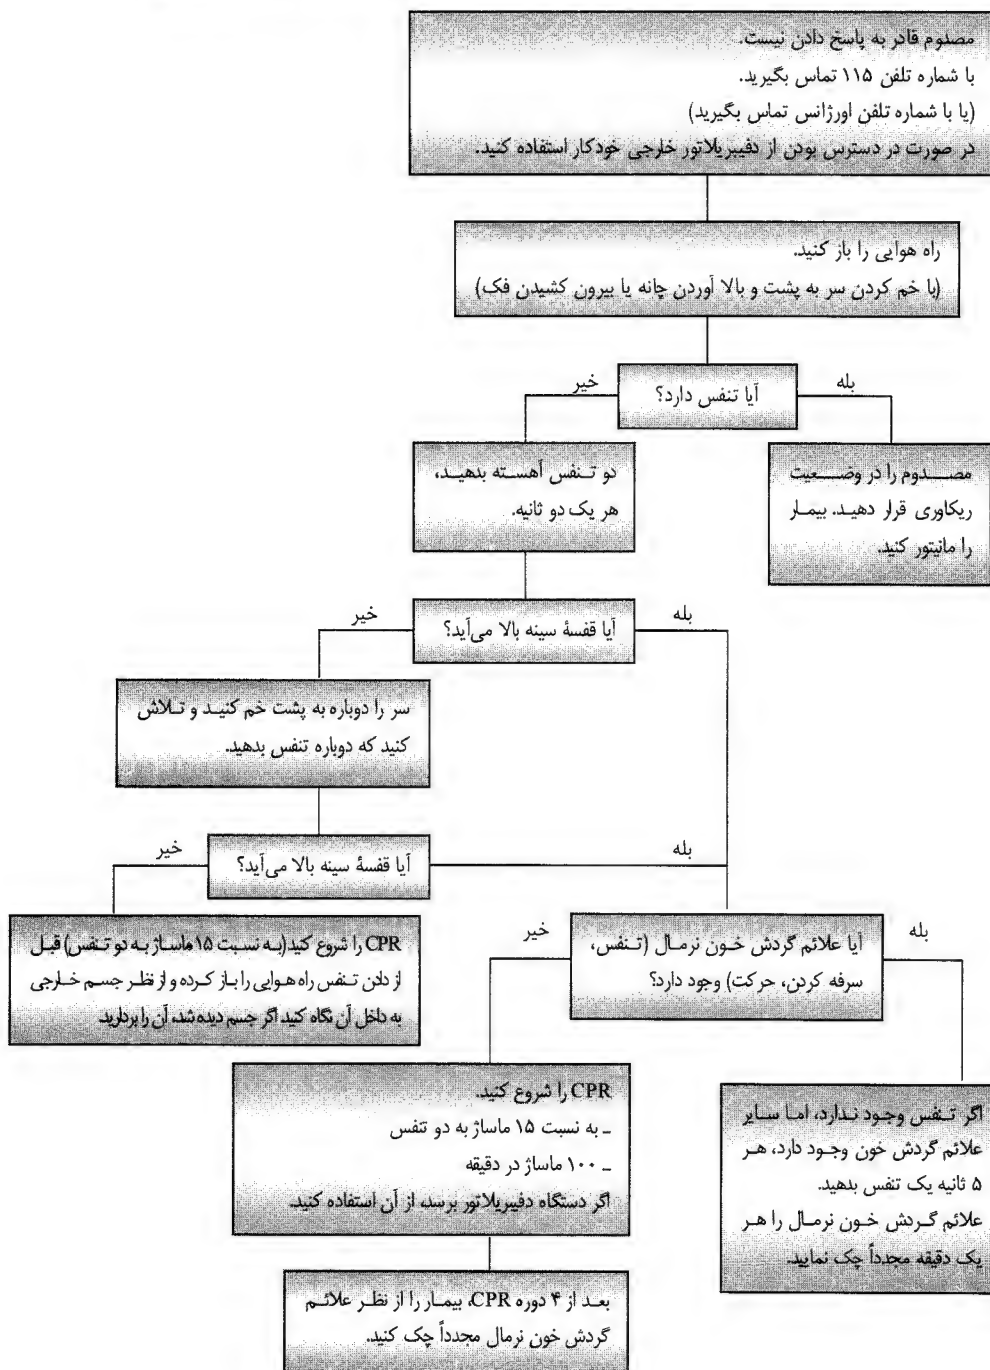 مصدوم قادر به پاسخ دادن نیست.
با شماره تلفن ۱۱۵ تماس بگیرید.
(یا با شماره تلفن اورژانس تماس بگیرید)
در صورت در دسترس بودن از دفیبریلاتور خارجی خودکار استفاده کنید.
راه هوایی را باز کنید.
(با خم کردن سر به پشت و بالا آوردن چانه یا بیرون کشیدن فک)
بله
آیا تنفس دارد؟
خیر
مصدوم را در وضعیت
ریکاوری قرار دهید. بیمار
را مانیتور کنید.
دو تنفس آهسته بدهید،
هر یک دو ثانیه.
بله
آیا قفسهٔ سینه بالا می‌آید؟
خیر
سر را دوباره به پشت خم کنید و تلاش
کنید که دوباره تنفس بدهید.
بله
آیا قفسهٔ سینه بالا می‌آید؟
خیر
CPR را شروع کنید (به نسبت ۱۵ ماساژ به دو تنفس) قبل
از دادن تنفس راه هوایی را باز کرده و از نظر جسم خارجی
به داخل آن نگاه کنید اگر جسم دیده شد، آن را بردارید.
بله
آیا علائم گردش خون نرمال (تنفس،
سرفه کردن، حرکت) وجود دارد؟
خیر
اگر تنفس وجود ندارد، اما سایر
علائم گردش خون وجود دارد، هر
۵ ثانیه یک تنفس بدهید.
علائم گردش خون نرمال را هر
یک دقیقه مجدداً چک نمایید.
CPR را شروع کنید.
ـ به نسبت ۱۵ ماساژ به دو تنفس
ـ ۱۰۰ ماساژ در دقیقه
اگر دستگاه دفیبریلاتور برسد، از آن استفاده کنید.
بعد از ۴ دوره CPR، بیمار را از نظر علائم
گردش خون نرمال مجدداً چک کنید.